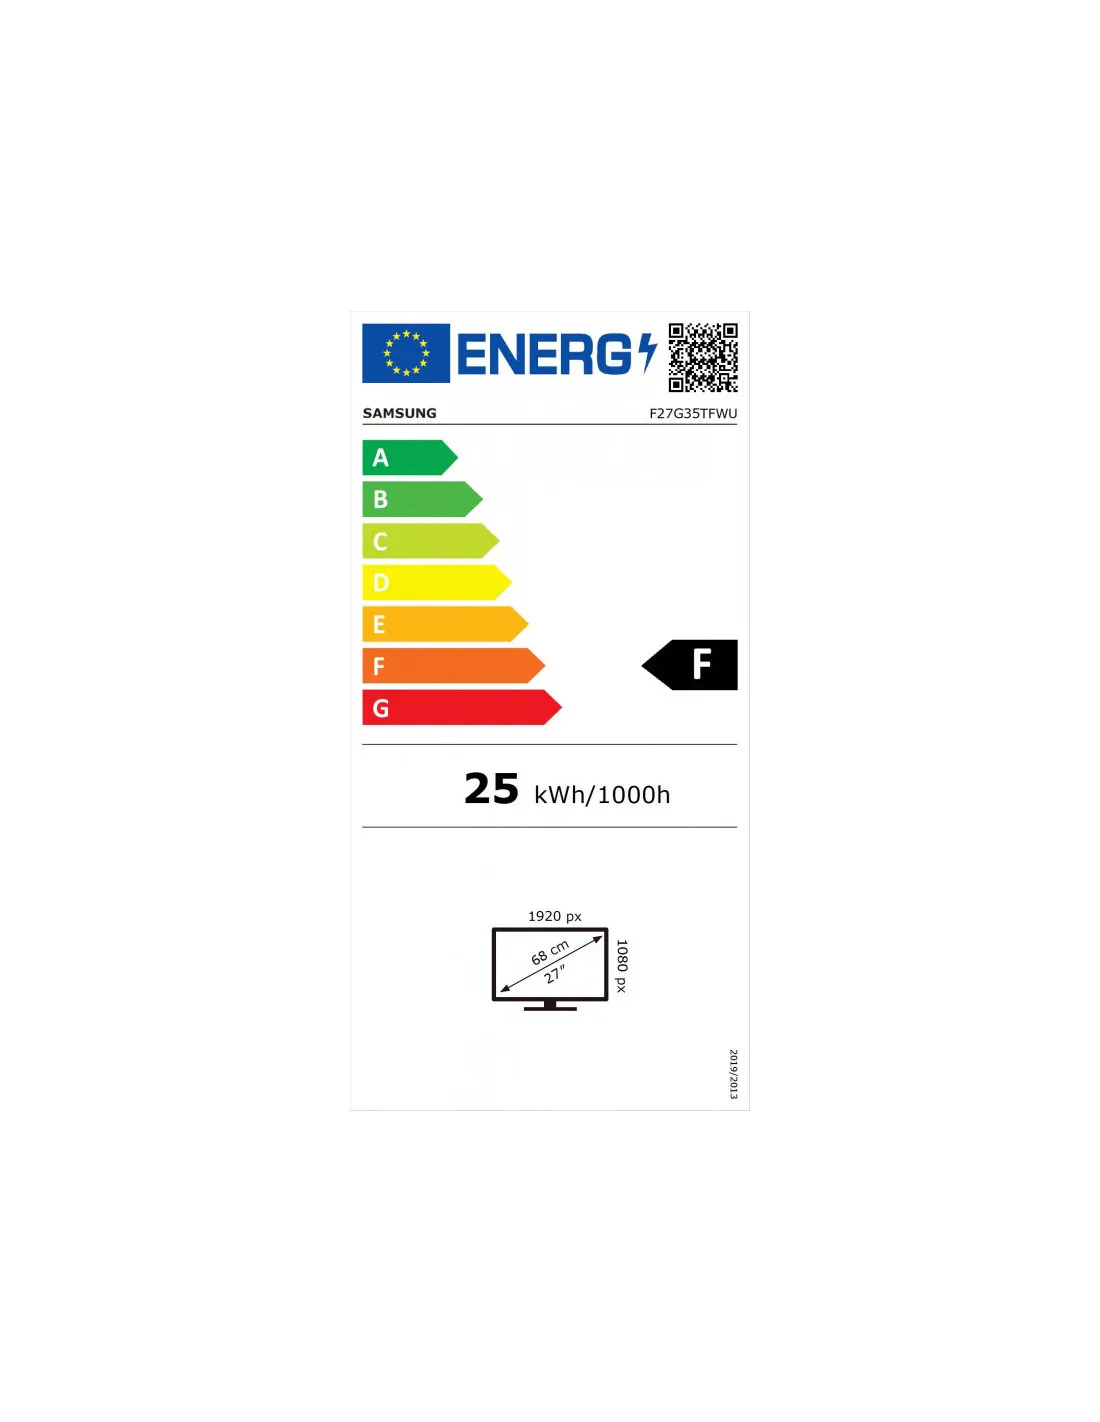 ENERG
SAMSUNG F27G35TFWU
A
B
C
D
E
F
F
G
25 kWh/1000h
1920 px
68 cm
27"
1080 px
2019/2013